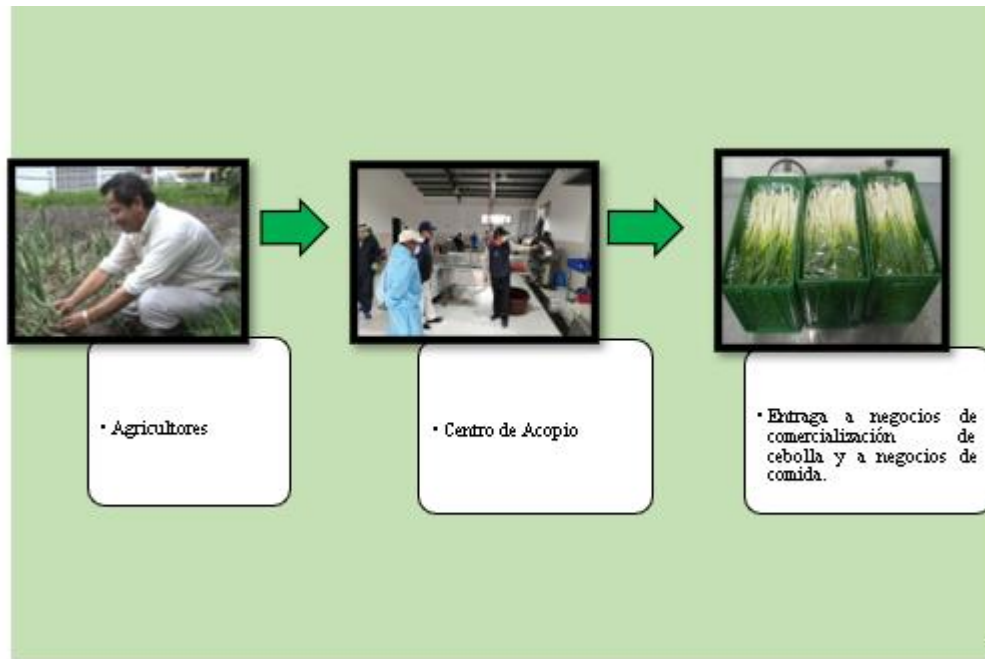 • Agricultores
• Centro de Acopio
• Entraga a negocios de
comercialización de
cebolla y a negocios de
comida.